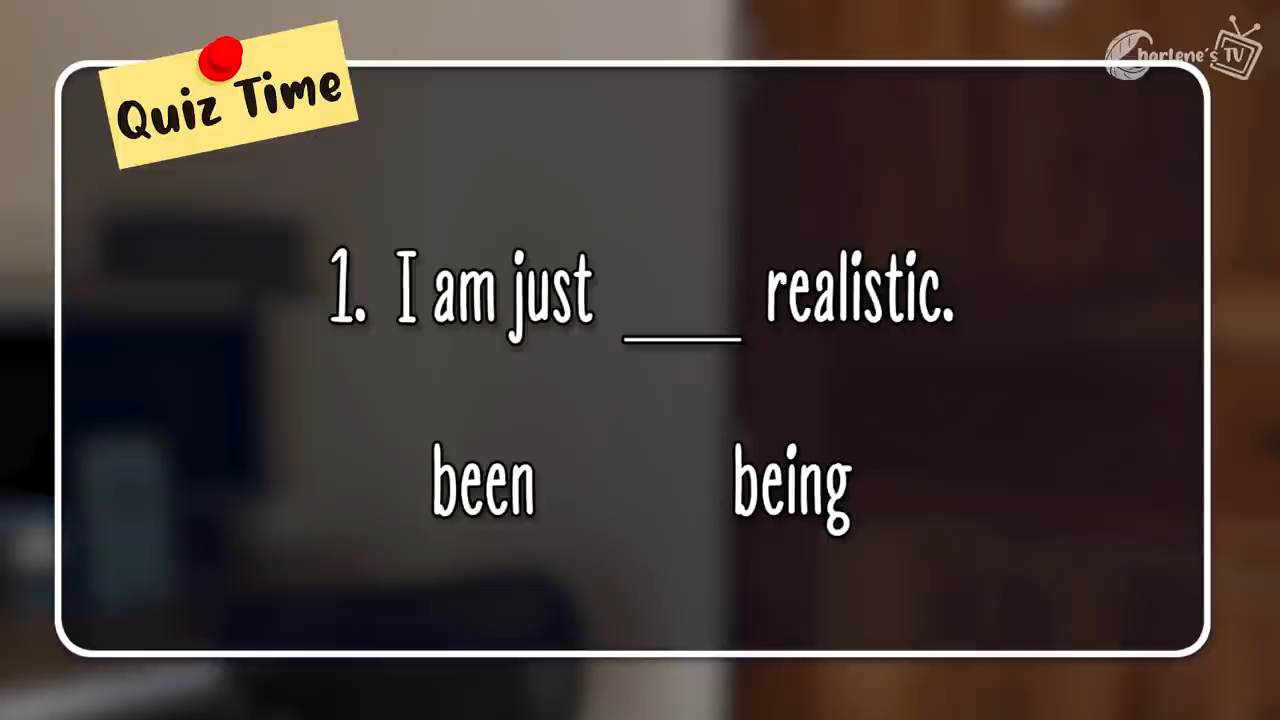 Charlene's TV
Quiz Time
1. I am just ____ realistic.
been being